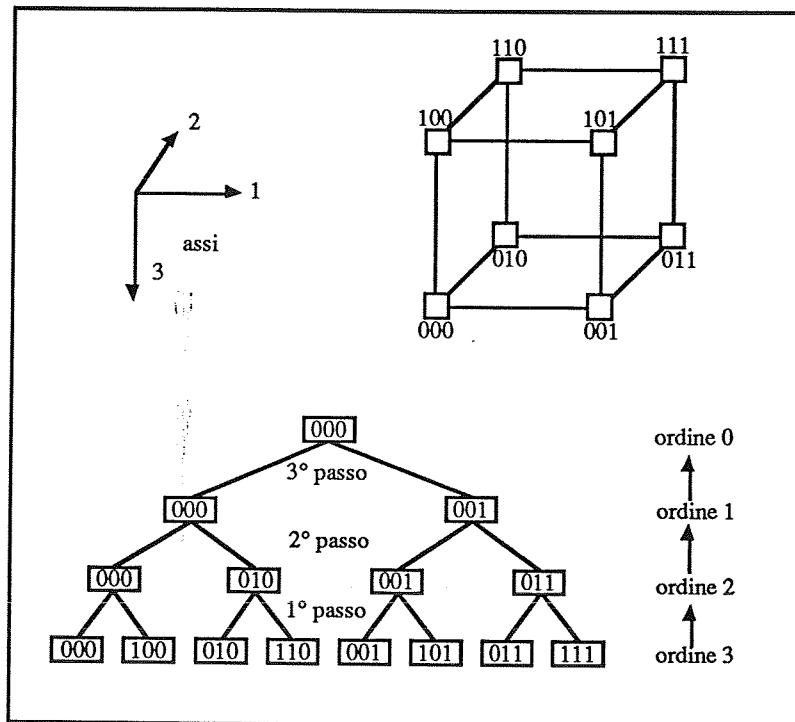 110 111
100 101
2
1
assi
3
010 011
000 001
000 ordine 0
3° passo
000 001 ordine 1
2° passo
000 010 001 011 ordine 2
1° passo
000 100 010 110 001 101 011 111 ordine 3